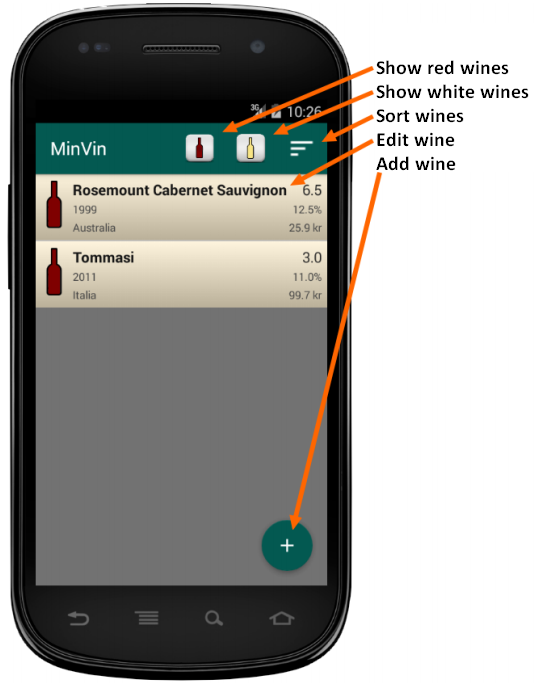 Show red wines
Show white wines
Sort wines
Edit wine
Add wine
3G 10:26
MinVin
Rosemount Cabernet Sauvignon 6.5
1999 12.5%
Australia 25.9 kr
Tommasi 3.0
2011 11.0%
Italia 99.7 kr
+